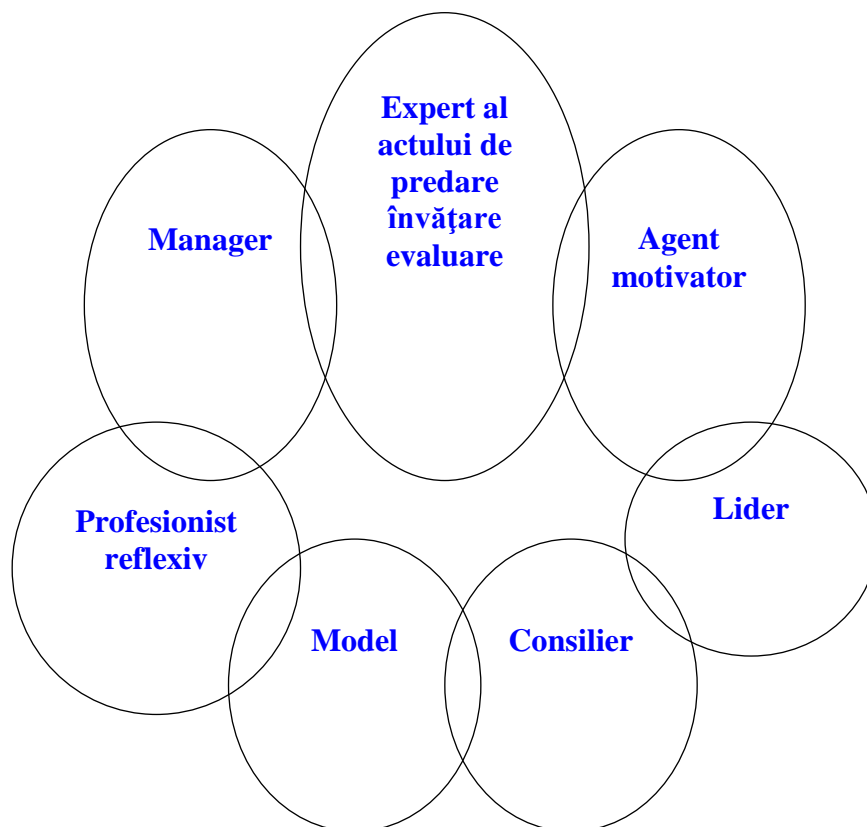 Expert al
actului de
predare
învăţare
evaluare
Manager
Agent
motivator
Profesionist
reflexiv
Lider
Model
Consilier